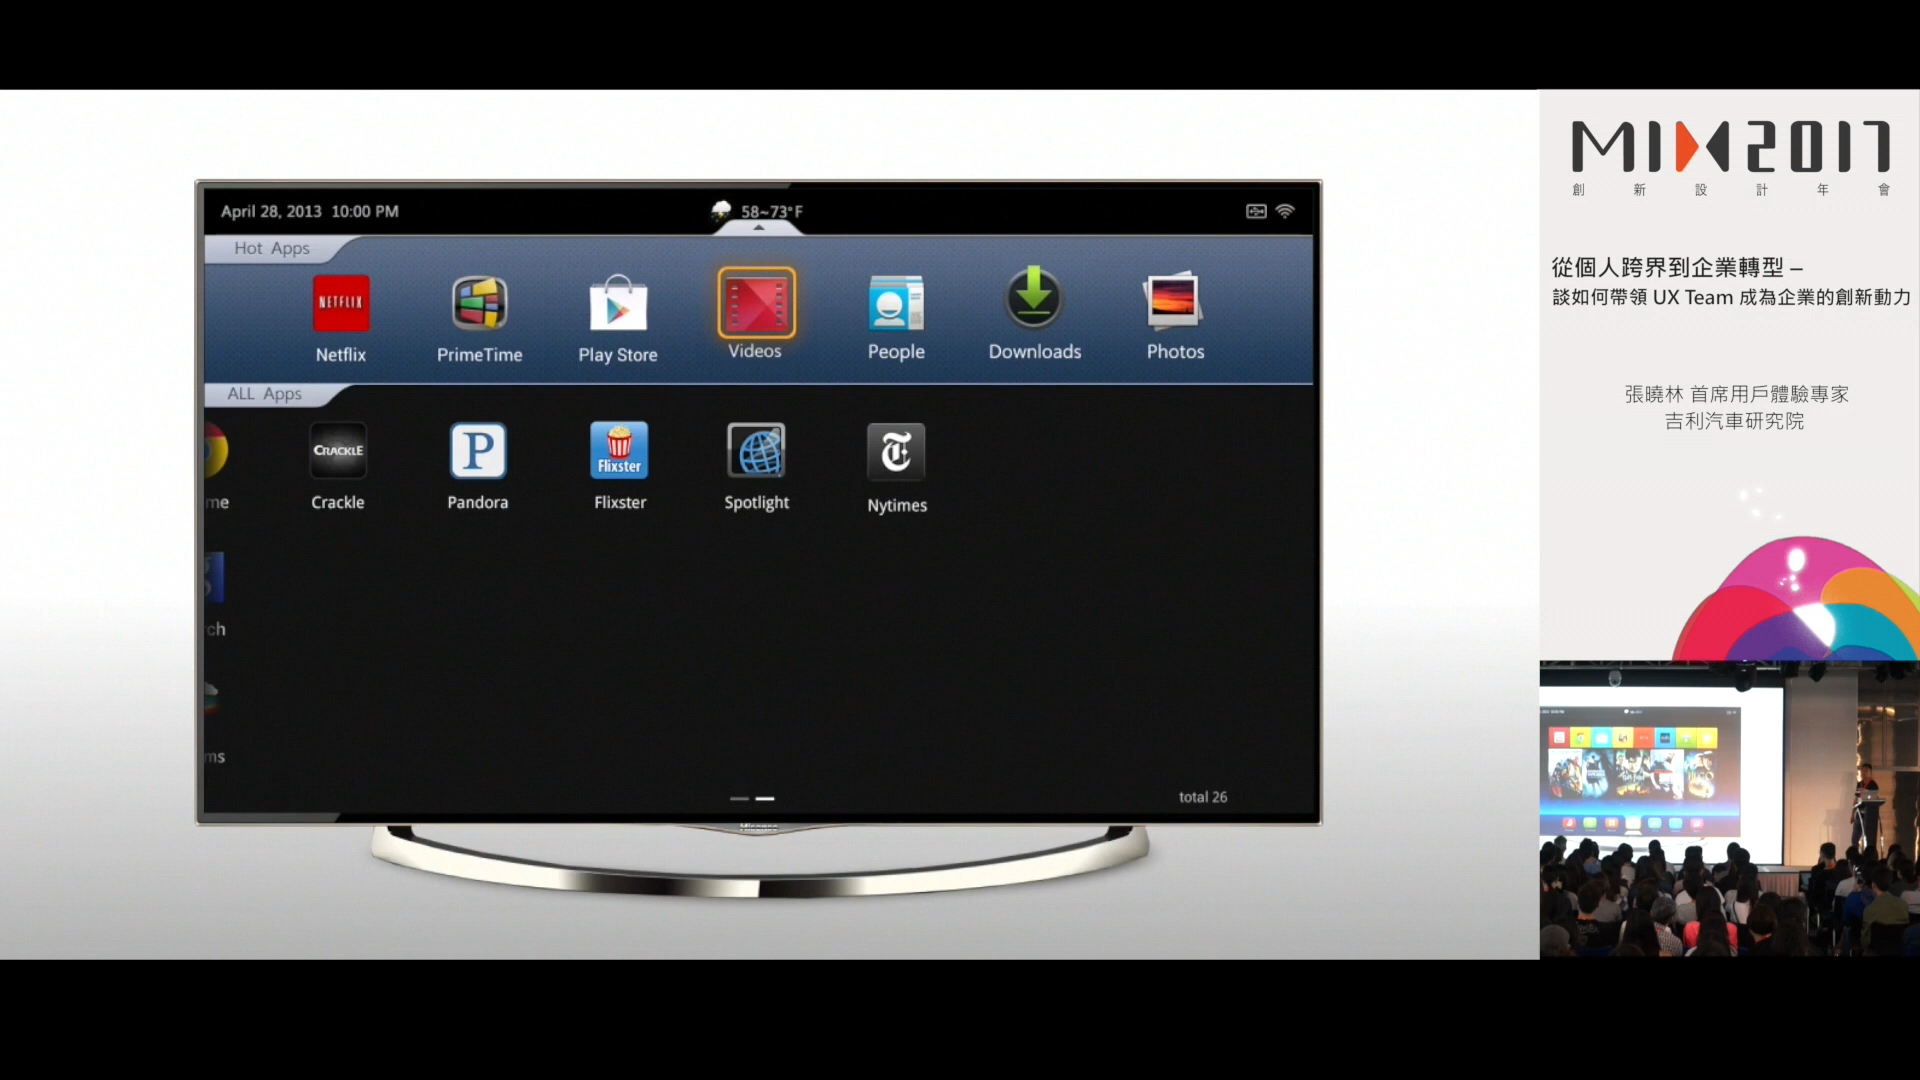 April 28, 2013 10:00 PM
58~73°F
Hot Apps
NETFLIX
Netflix
PrimeTime
Play Store
Videos
People
Downloads
Photos
ALL Apps
me
CRACKLE
Crackle
P
Pandora
Flixster
Flixster
Spotlight
T
Nytimes
ch
ms
total 26
Hisense
MIX2017
創新設計年會
從個人跨界到企業轉型 –
談如何帶領 UX Team 成為企業的創新動力
張曉林 首席用戶體驗專家
吉利汽車研究院